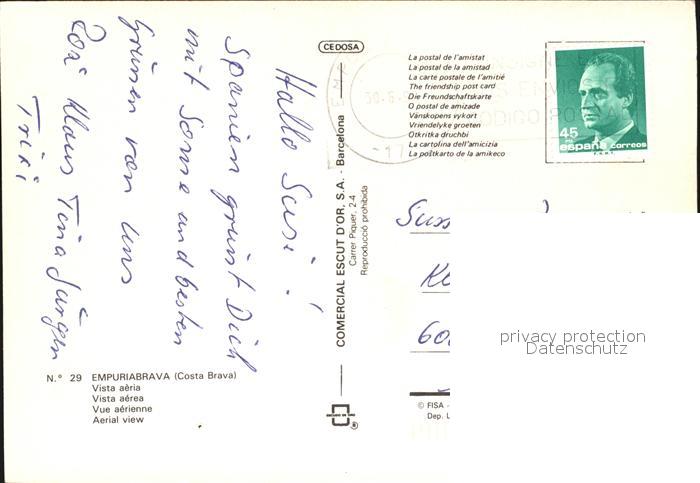 Hallo Susi!
Spanien grüsst Dich
mit Sonne und besten
Grüssen von uns
Klaus Tina Jürgen
Trixi
CEDOSA
COMERCIAL ESCUT D'OR, S.A. - Barcelona
Carrer Piquer, 2-4
Reproducció prohibida
La postal de l'amistat
La postal de la amistad
La carte postale de l'amitié
The friendship post card
Die Freundschaftskarte
O postal de amizade
Vänskopens vykort
Vriendelyke groeten
Otkritka druchbi
La cartolina dell'amicizia
La poŝtkarto de la amikeco
45
españa correos
F.N.M.T.
privacy protection
Datenschutz
N.° 29 EMPURIABRAVA (Costa Brava)
Vista aèria
Vista aérea
Vue aérienne
Aerial view
© FISA -
Dep. L